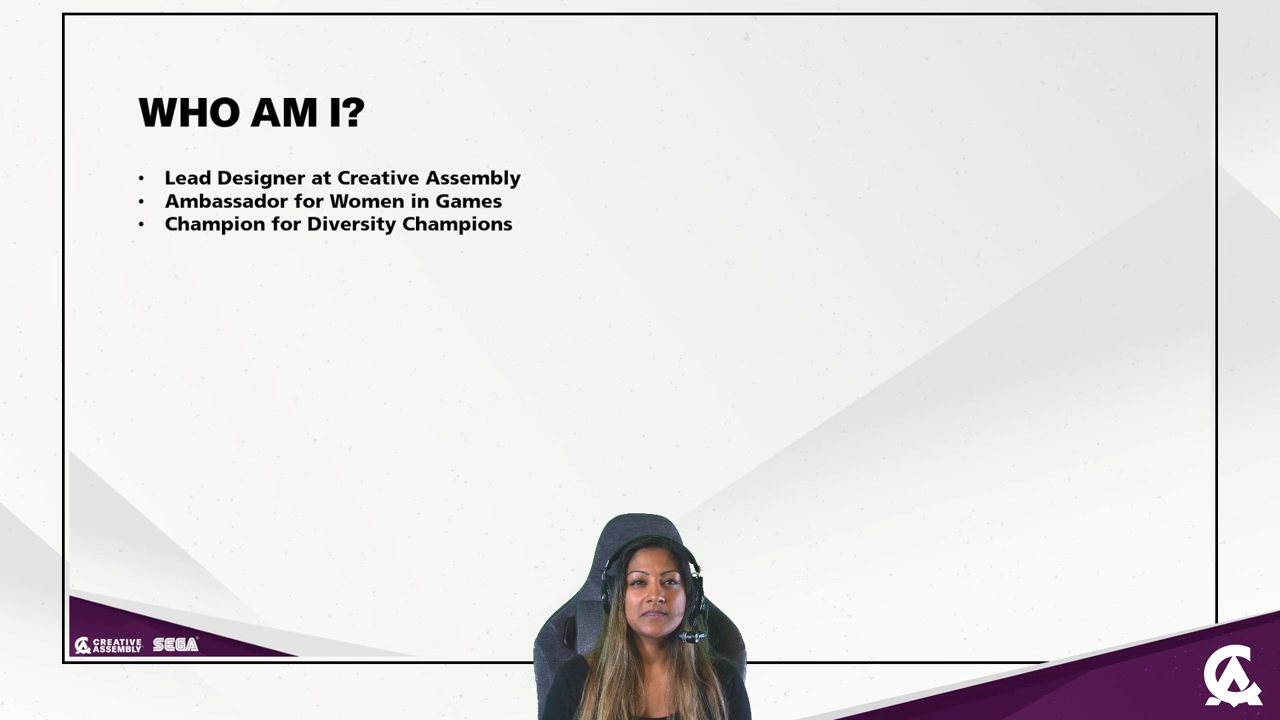 WHO AM I?
• Lead Designer at Creative Assembly
• Ambassador for Women in Games
• Champion for Diversity Champions
CREATIVE
ASSEMBLY
SEGA®